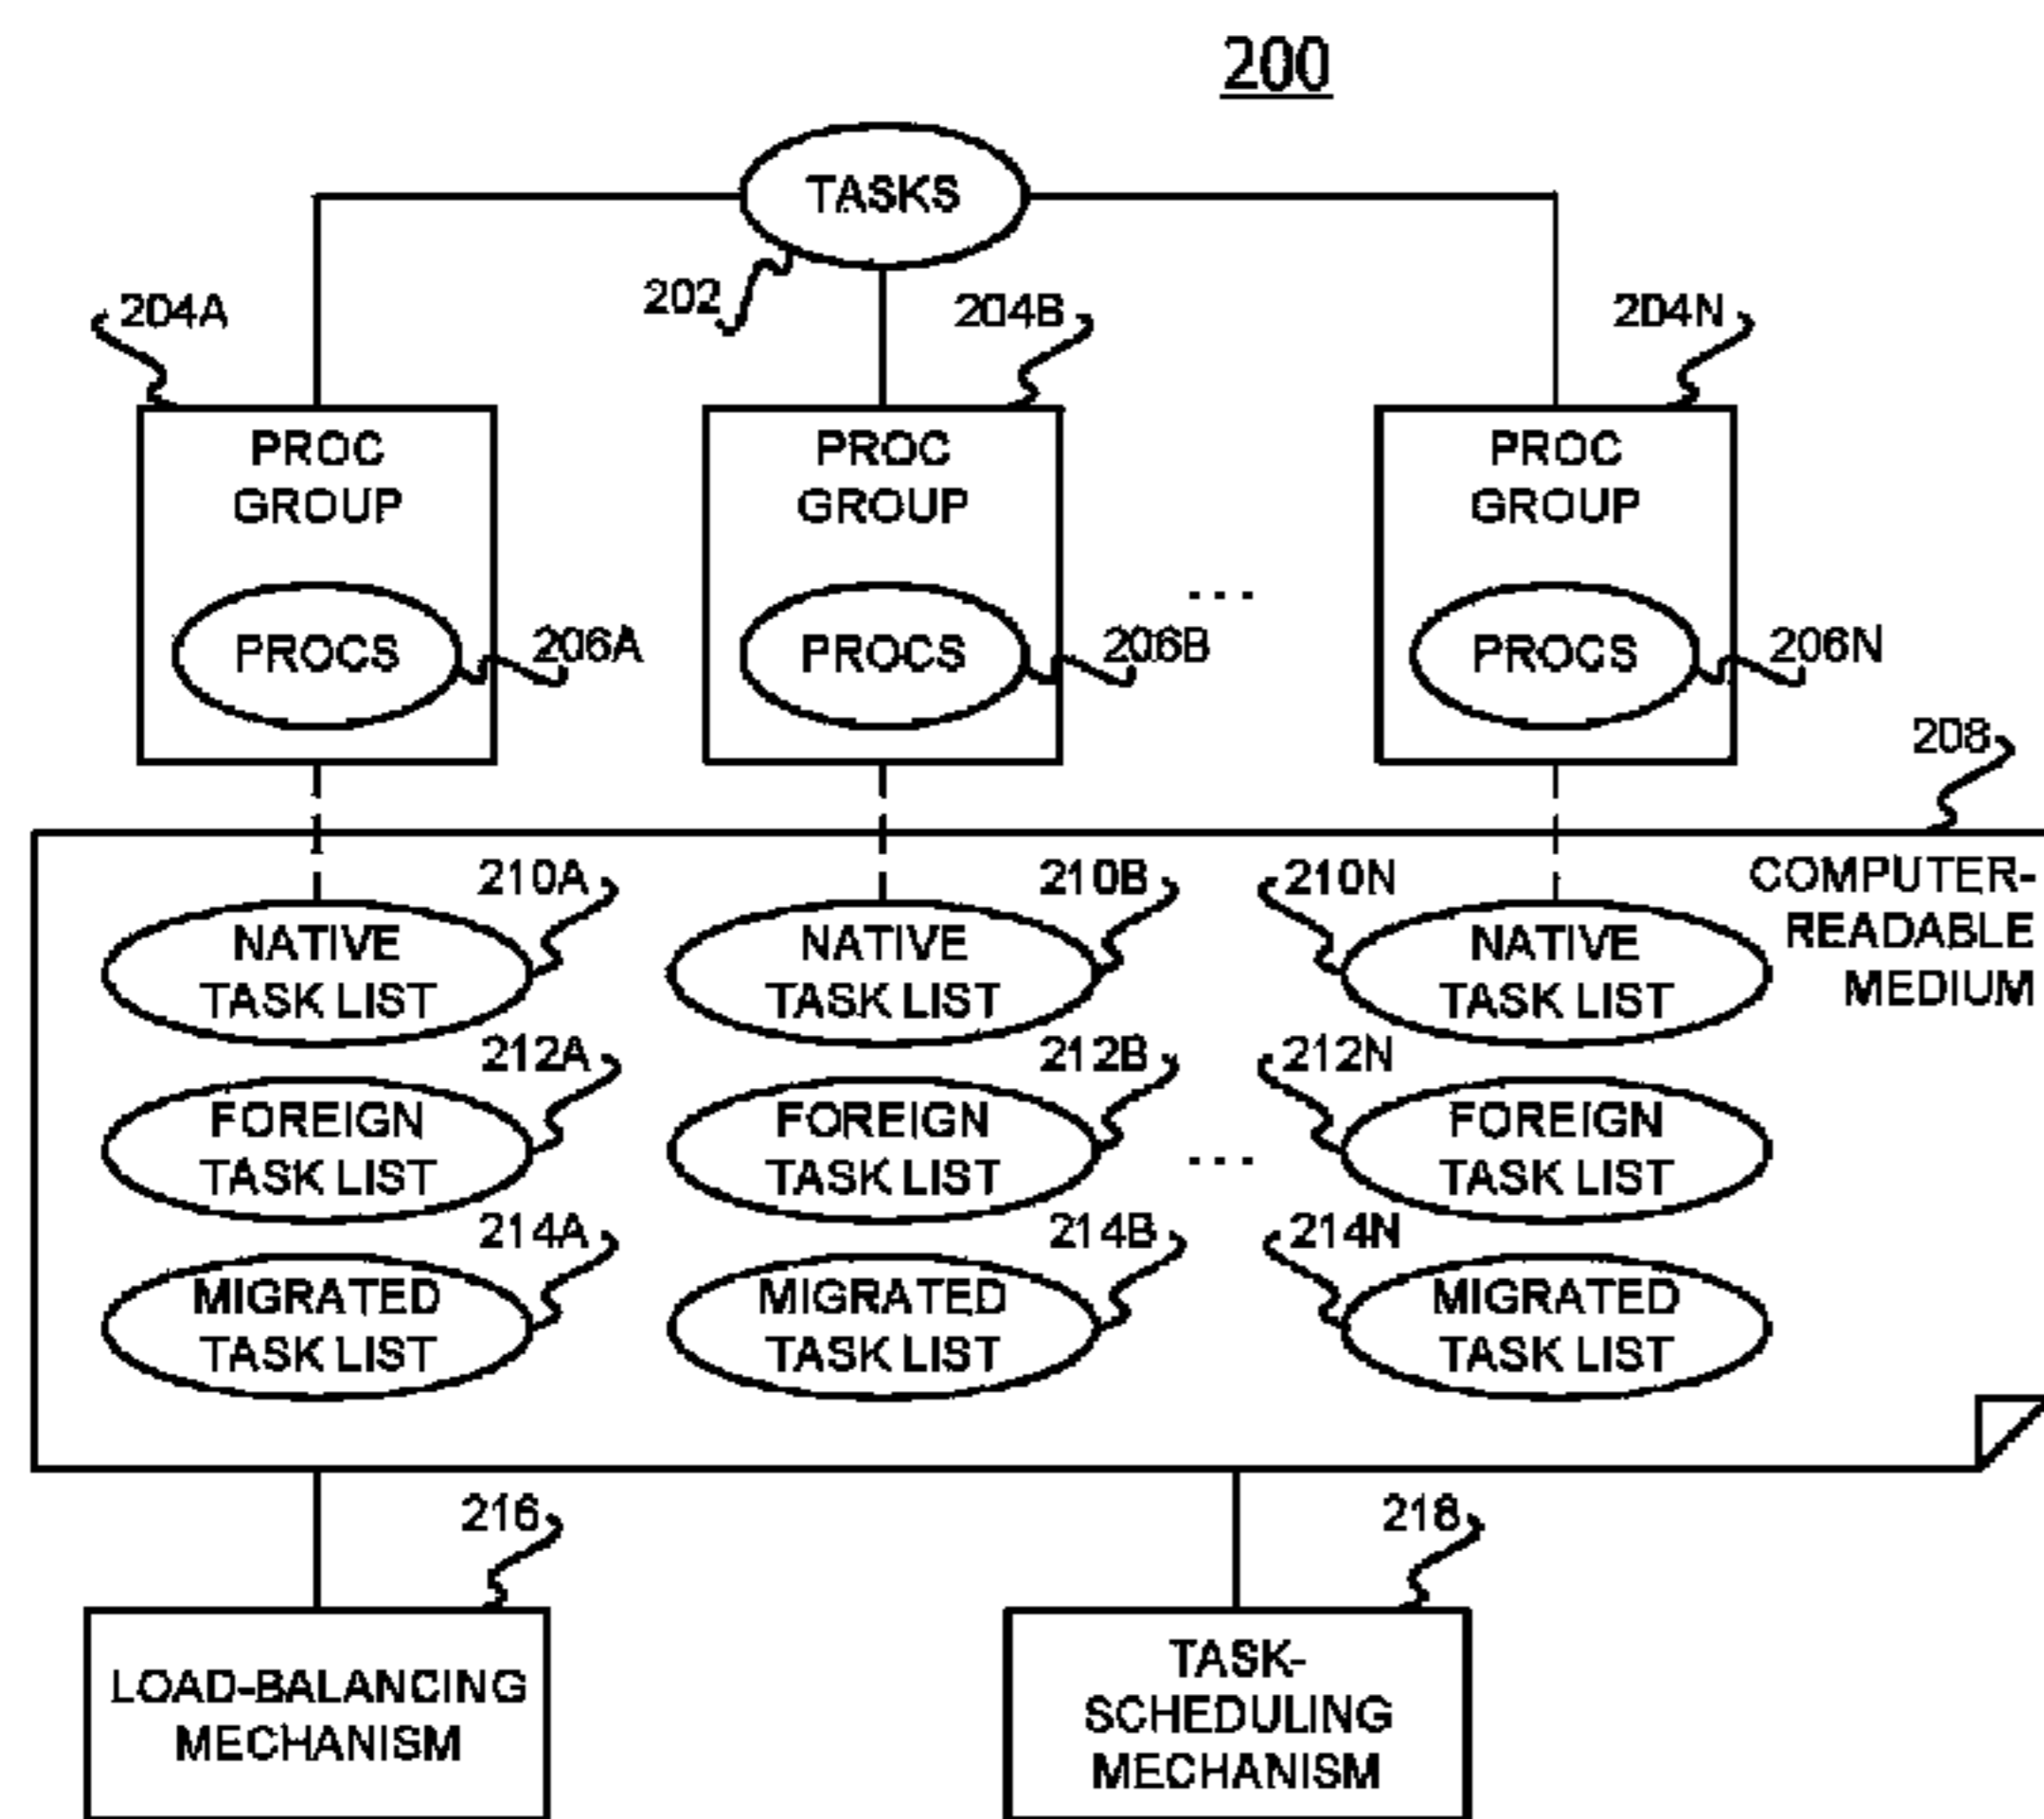 200
TASKS
202
204A
204B
204N
PROC
GROUP
PROC
GROUP
PROC
GROUP
...
PROCS
206A
PROCS
206B
PROCS
206N
208
COMPUTER-
READABLE
MEDIUM
210A
210B
210N
NATIVE
TASK LIST
NATIVE
TASK LIST
NATIVE
TASK LIST
212A
212B
212N
FOREIGN
TASK LIST
FOREIGN
TASK LIST
...
FOREIGN
TASK LIST
214A
214B
214N
MIGRATED
TASK LIST
MIGRATED
TASK LIST
MIGRATED
TASK LIST
216
218
LOAD-BALANCING
MECHANISM
TASK-
SCHEDULING
MECHANISM